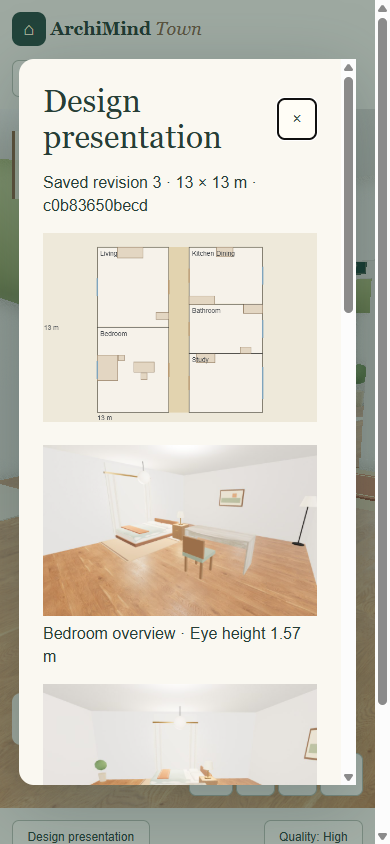 ArchiMind Town
Design
presentation
×
Saved revision 3 · 13 × 13 m ·
c0b83650becd
Living
Kitchen Dining
Bathroom
13 m
Bedroom
Study
13 m
Bedroom overview · Eye height 1.57
m
Design presentation
Quality: High